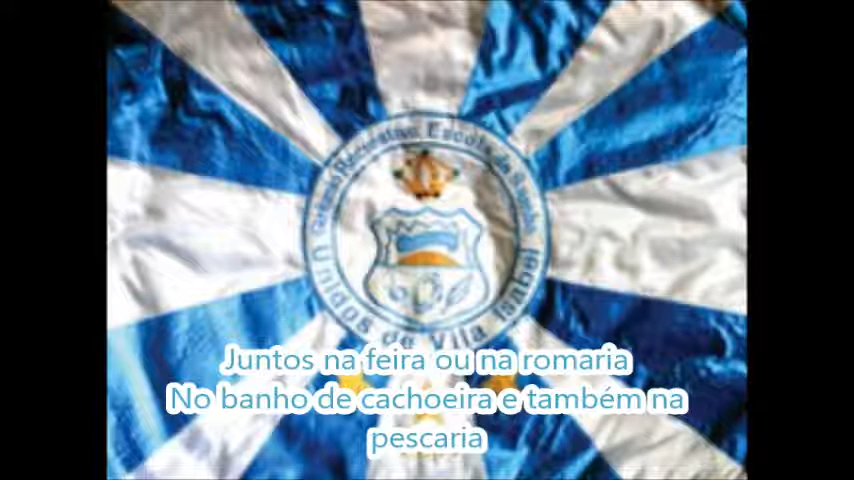 Grêmio Recreativo Escola de Samba
Unidos de Vila Isabel
Juntos na feira ou na romaria
No banho de cachoeira e também na
pescaria